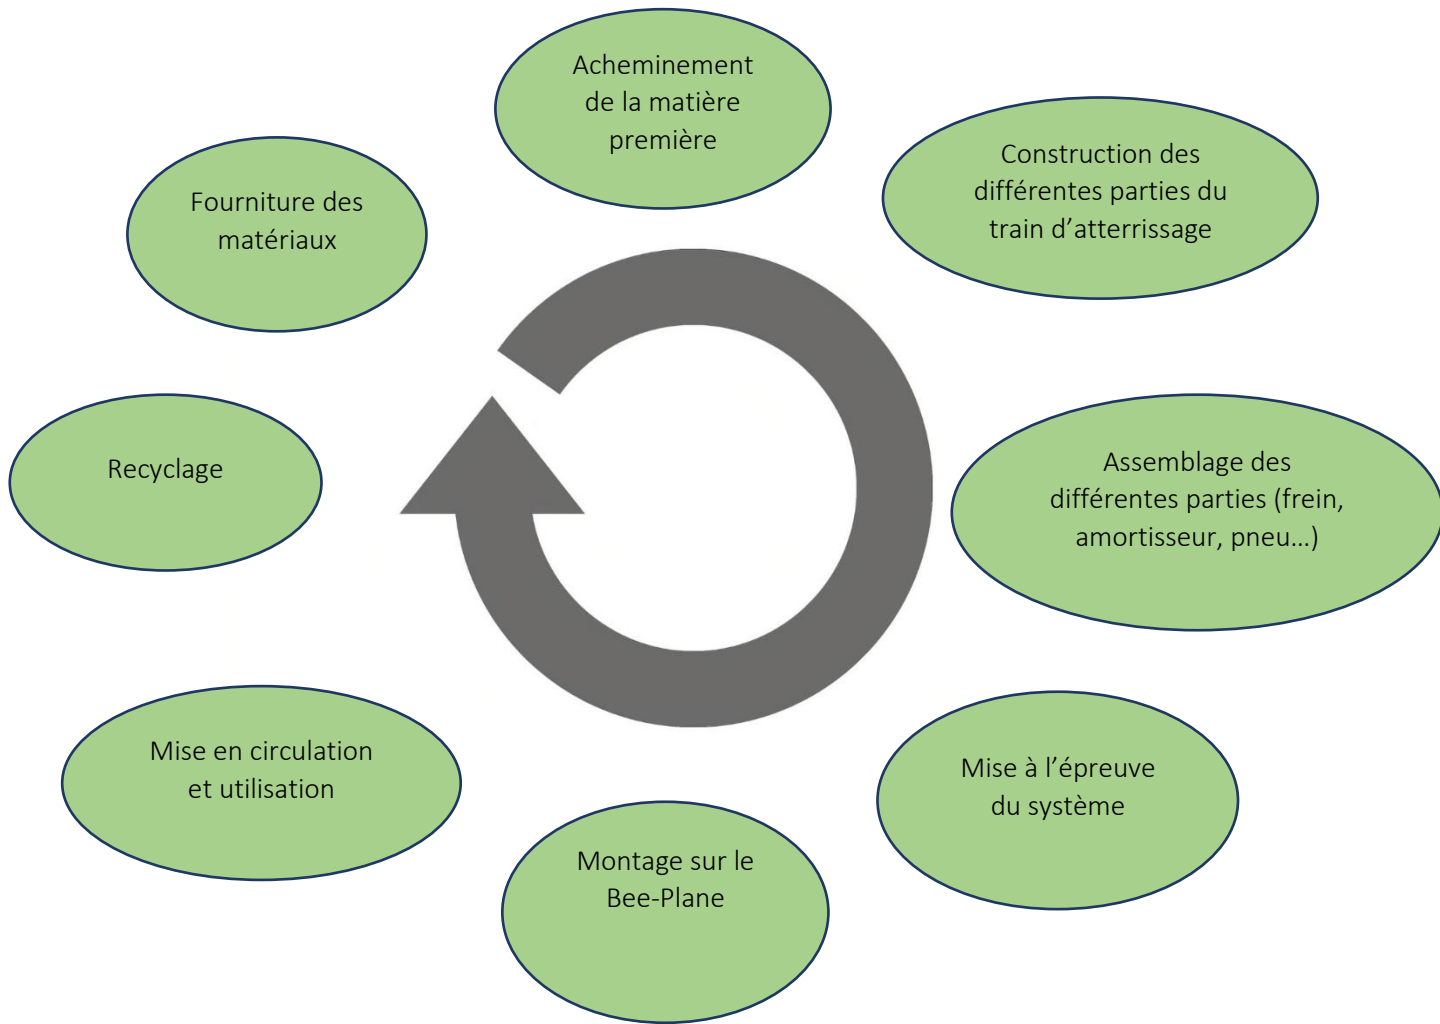 Acheminement
de la matière
première
Construction des
différentes parties du
train d’atterrissage
Fourniture des
matériaux
Recyclage
Assemblage des
différentes parties (frein,
amortisseur, pneu…)
Mise en circulation
et utilisation
Mise à l’épreuve
du système
Montage sur le
Bee-Plane